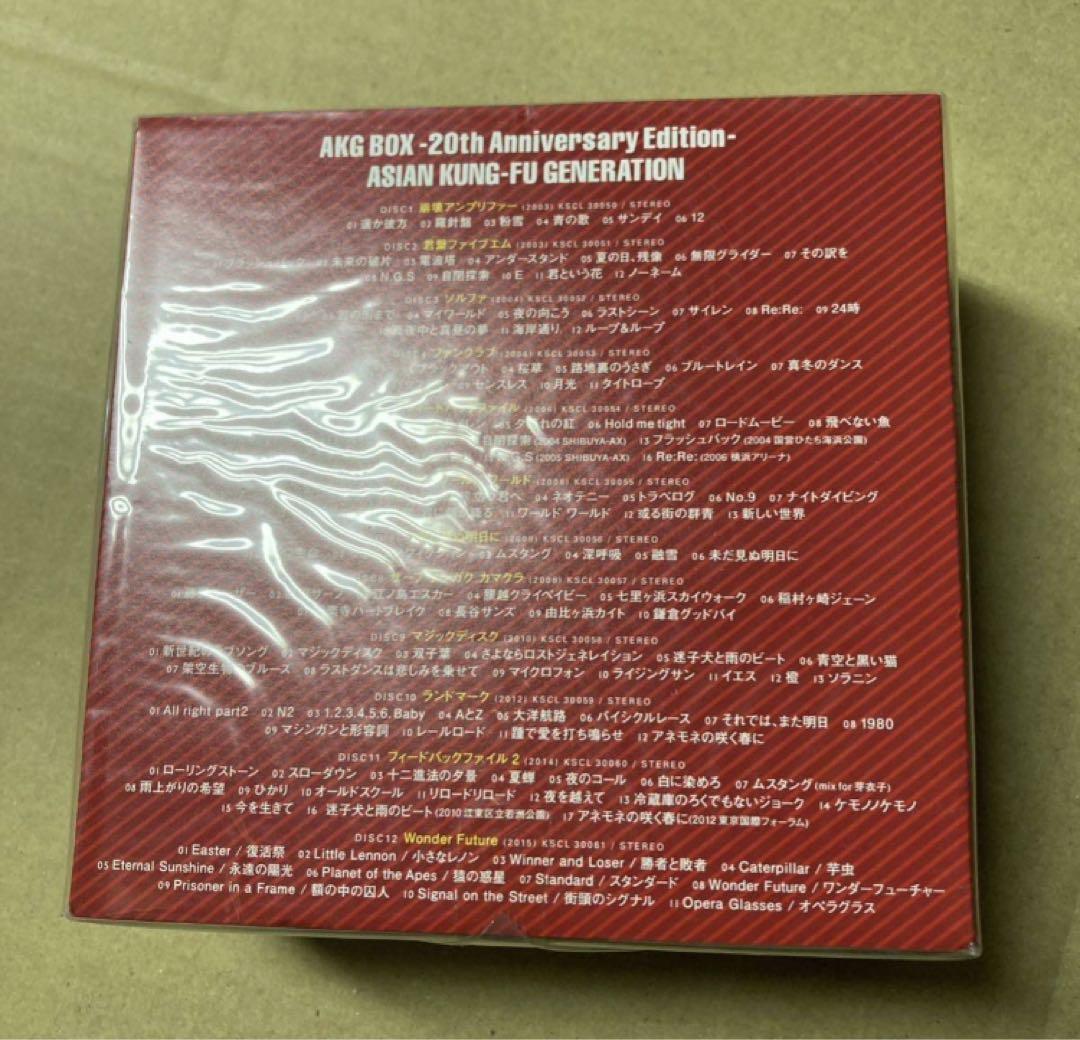 AKG BOX -20th Anniversary Edition-
ASIAN KUNG-FU GENERATION
DISC1 崩壊アンプリファー (2003) KSCL 30050 / STEREO
01 遥か彼方 02 羅針盤 03 粉雪 04 青の歌 05 サンデイ 06 12
DISC2 君繋ファイブエム (2003) KSCL 30051 / STEREO
02 未来の破片 03 電波塔 04 アンダースタンド 05 夏の日、残像 06 無限グライダー 07 その訳を
08 N.G.S 09 自閉探索 10 E 11 君という花 12 ノーネーム
DISC3 ソルファ (2004) KSCL 30052 / STEREO
04 マイワールド 05 夜の向こう 06 ラストシーン 07 サイレン 08 Re:Re: 09 24時
真夜中と真昼の夢 11 海岸通り 12 ループ&ループ
ファンクラブ KSCL 30053 / STEREO
04 桜草 05 路地裏のうさぎ 06 ブルートレイン 07 真冬のダンス
09 センスレス 10 月光 11 タイトロープ
(2006) KSCL 30054 / STEREO
の紅 06 Hold me tight 07 ロードムービー 08 飛べない魚
自閉探索 (2004 SHIBUYA-AX) 13 フラッシュバック (2004 国営ひたち海浜公園)
N.G.S (2005 SHIBUYA-AX) 16 Re:Re: (2006 横浜アリーナ)
ワールド (2008) KSCL 30055 / STEREO
04 ネオテニー 05 トラベログ 06 No.9 07 ナイトダイビング
11 ワールド ワールド 12 或る街の群青 13 新しい世界
明日に (2008) KSCL 30056 / STEREO
03 ムスタング 04 深呼吸 05 融雪 06 未だ見ぬ明日に
カマクラ (2008) KSCL 30057 / STEREO
江ノ島エスカー 04 腰越クライベイビー 05 七里ヶ浜スカイウォーク 06 稲村ヶ崎ジェーン
ハートブレイク 08 長谷サンズ 09 由比ヶ浜カイト 10 鎌倉グッドバイ
DISC9 マジックディスク (2010) KSCL 30058 / STEREO
01 新世紀のラブソング 02 マジックディスク 03 双子葉 04 さよならロストジェネレイション 05 迷子犬と雨のビート 06 青空と黒い猫
07 架空生物のブルース 08 ラストダンスは悲しみを乗せて 09 マイクロフォン 10 ライジングサン 11 イエス 12 橙 13 ソラニン
DISC10 ランドマーク (2012) KSCL 30059 / STEREO
01 All right part2 02 N2 03 1.2.3.4.5.6. Baby 04 AとZ 05 大洋航路 06 バイシクルレース 07 それでは、また明日 08 1980
09 マシンガンと形容詞 10 レールロード 11 踵で愛を打ち鳴らせ 12 アネモネの咲く春に
DISC11 フィードバックファイル 2 (2014) KSCL 30060 / STEREO
01 ローリングストーン 02 スローダウン 03 十二進法の夕景 04 夏蝉 05 夜のコール 06 白に染めろ 07 ムスタング (mix for 芽衣子)
08 雨上がりの希望 09 ひかり 10 オールドスクール 11 リロードリロード 12 夜を越えて 13 冷蔵庫のろくでもないジョーク 14 ケモノノケモノ
15 今を生きて 16 迷子犬と雨のビート (2010 江東区立若洲公園) 17 アネモネの咲く春に (2012 東京国際フォーラム)
DISC12 Wonder Future (2015) KSCL 30061 / STEREO
01 Easter / 復活祭 02 Little Lennon / 小さなレノン 03 Winner and Loser / 勝者と敗者 04 Caterpillar / 芋虫
05 Eternal Sunshine / 永遠の陽光 06 Planet of the Apes / 猿の惑星 07 Standard / スタンダード 08 Wonder Future / ワンダーフューチャー
09 Prisoner in a Frame / 額の中の囚人 10 Signal on the Street / 街頭のシグナル 11 Opera Glasses / オペラグラス